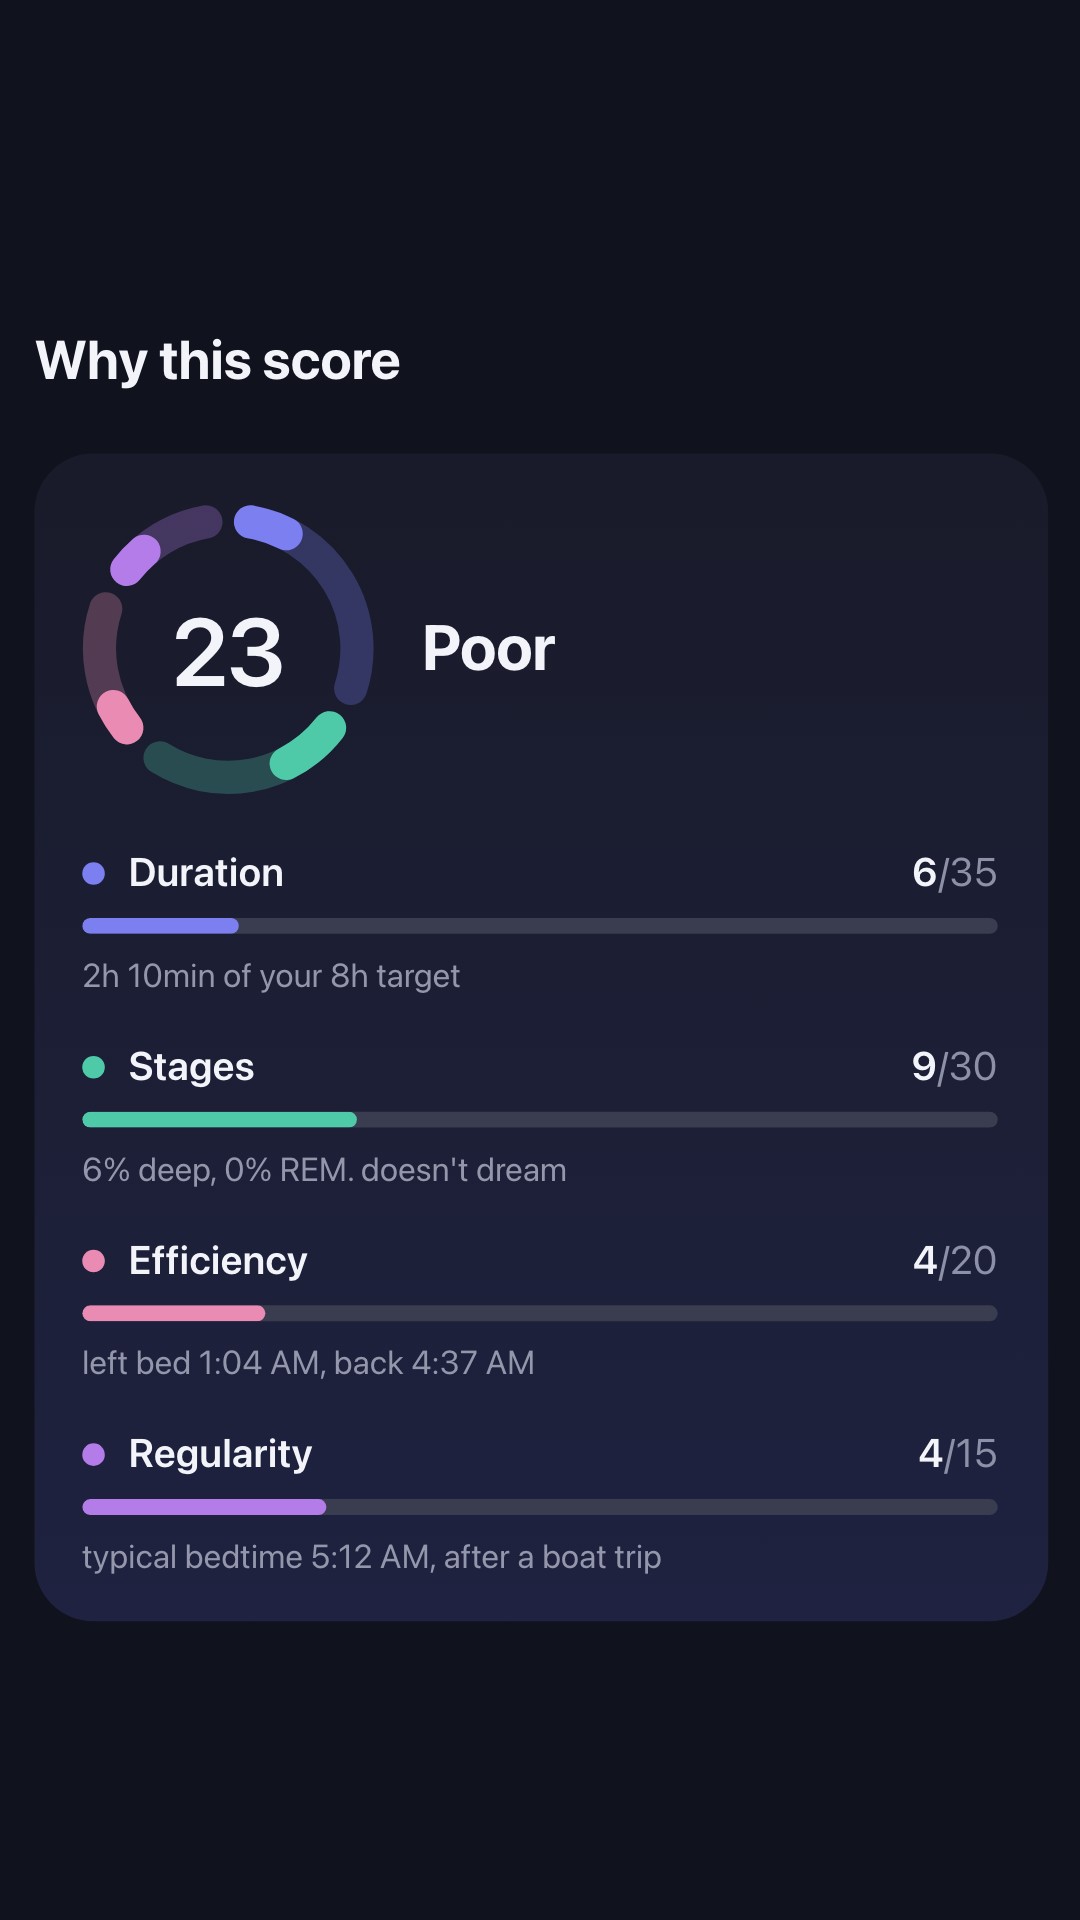 Why this score
23
Poor
Duration 6/35
2h 10min of your 8h target
Stages 9/30
6% deep, 0% REM. doesn't dream
Efficiency 4/20
left bed 1:04 AM, back 4:37 AM
Regularity 4/15
typical bedtime 5:12 AM, after a boat trip